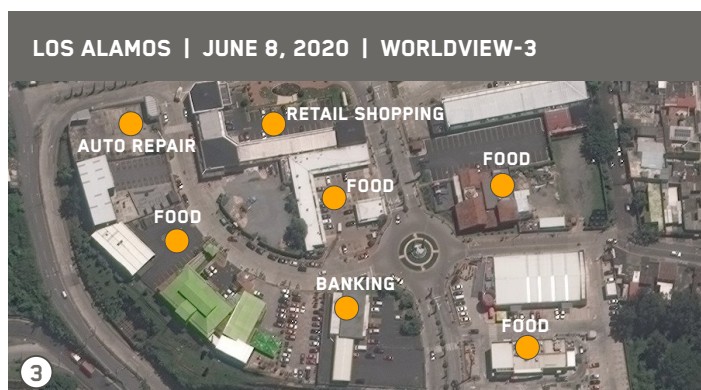 LOS ALAMOS | JUNE 8, 2020 | WORLDVIEW-3
RETAIL SHOPPING
AUTO REPAIR
FOOD
FOOD
FOOD
BANKING
FOOD
3